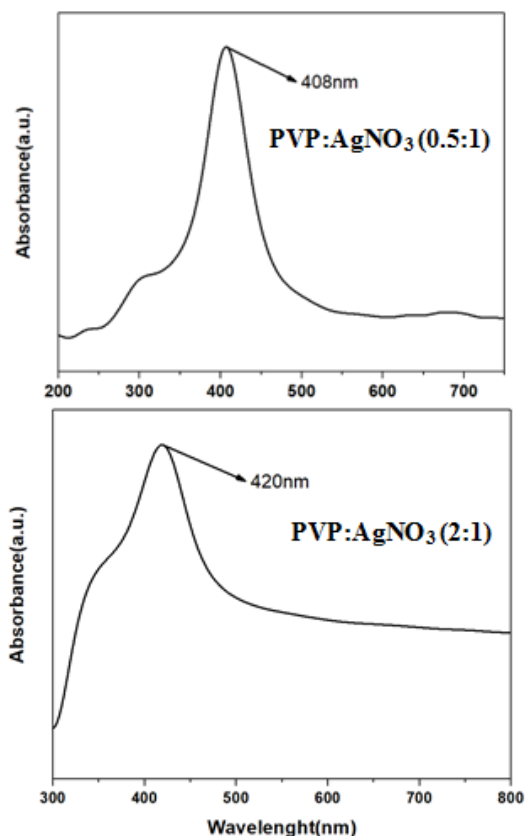 Absorbance(a.u.)
408nm
PVP:AgNO₃ (0.5:1)
200 300 400 500 600 700
Absorbance(a.u.)
420nm
PVP:AgNO₃ (2:1)
300 400 500 600 700 800
Wavelenght(nm)